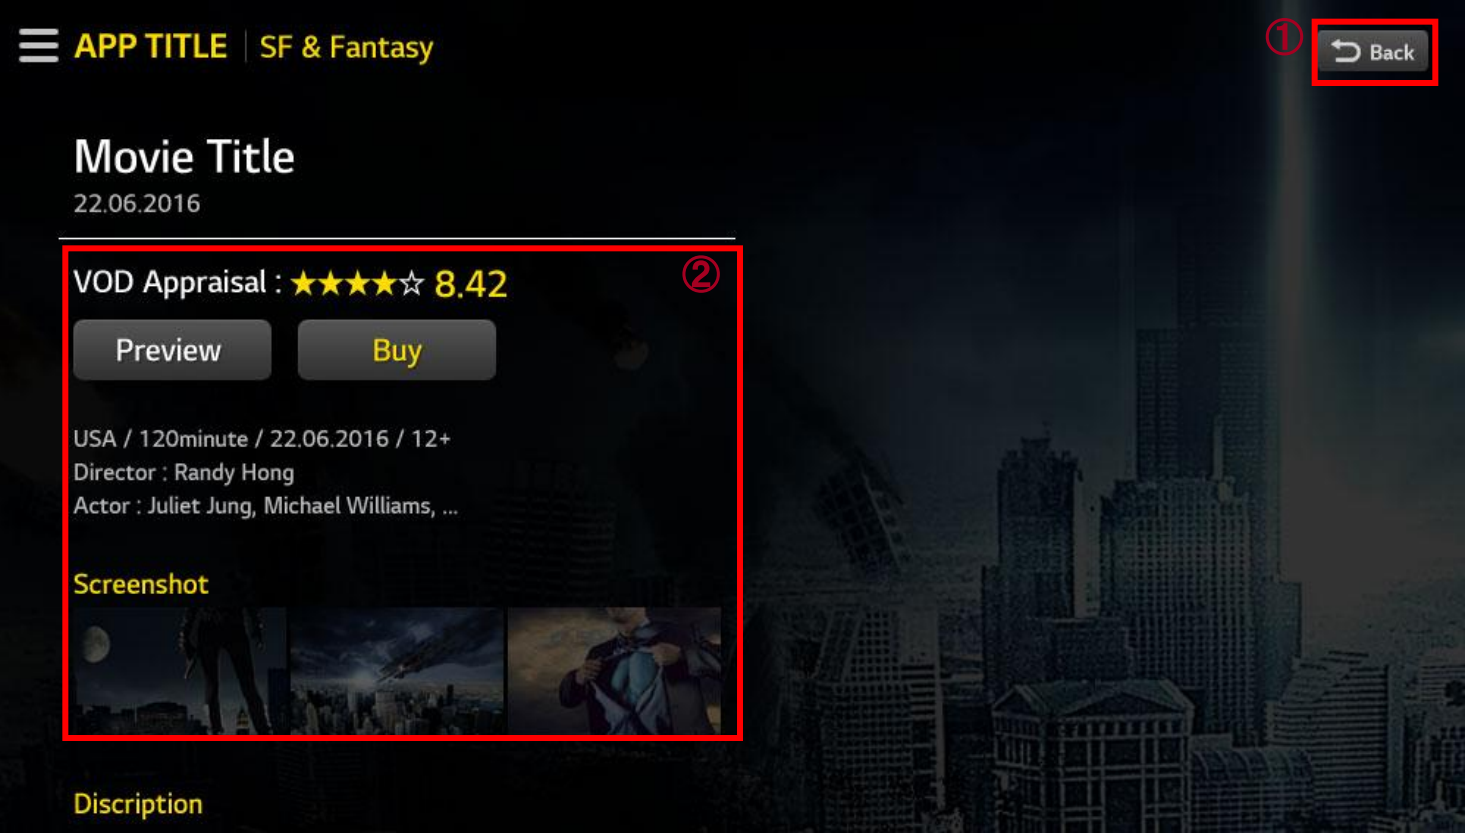 APP TITLE | SF & Fantasy
① Back
Movie Title
22.06.2016
VOD Appraisal : ★★★★☆ 8.42
②
Preview Buy
USA / 120minute / 22.06.2016 / 12+
Director : Randy Hong
Actor : Juliet Jung, Michael Williams, ...
Screenshot
Discription